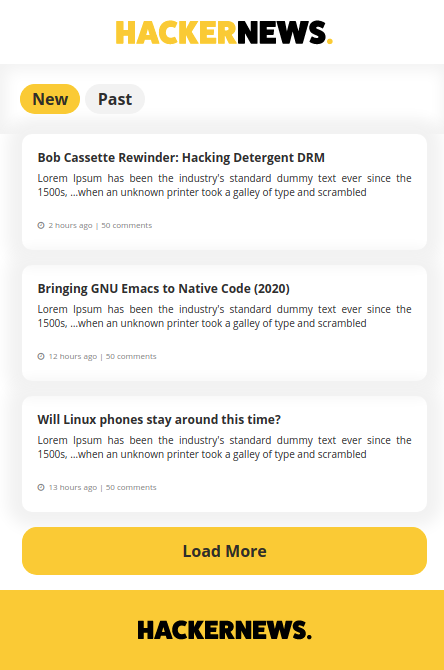 HACKERNEWS.
New Past
Bob Cassette Rewinder: Hacking Detergent DRM
Lorem Ipsum has been the industry's standard dummy text ever since the
1500s, ...when an unknown printer took a galley of type and scrambled
2 hours ago | 50 comments
Bringing GNU Emacs to Native Code (2020)
Lorem Ipsum has been the industry's standard dummy text ever since the
1500s, ...when an unknown printer took a galley of type and scrambled
12 hours ago | 50 comments
Will Linux phones stay around this time?
Lorem Ipsum has been the industry's standard dummy text ever since the
1500s, ...when an unknown printer took a galley of type and scrambled
13 hours ago | 50 comments
Load More
HACKERNEWS.